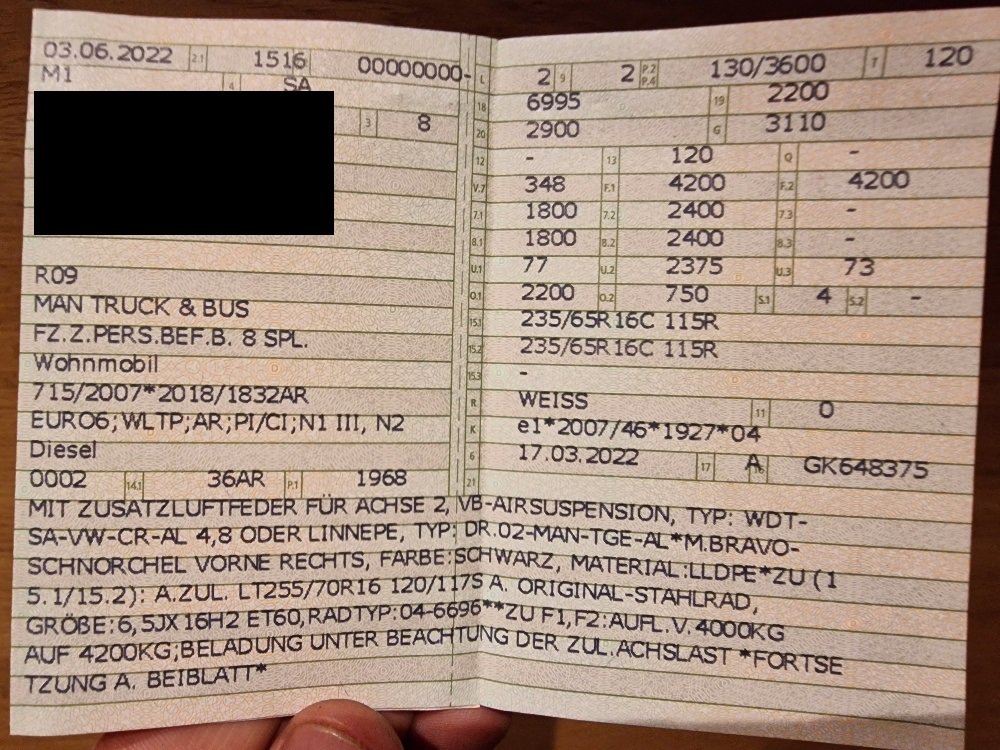 03.06.2022 2.1 1516 00000000-
M1 4 SA
3 8
R09
MAN TRUCK & BUS
FZ.Z.PERS.BEF.B. 8 SPL.
Wohnmobil
715/2007*2018/1832AR
EURO6;WLTP;AR;PI/CI;N1 III, N2
Diesel
0002 14.1 36AR P.1 1968
L 2 9 2 P.2 P.4 130/3600 T 120
18 6995 19 2200
20 2900 G 3110
12 - 13 120 Q -
V.7 348 F.1 4200 F.2 4200
7.1 1800 7.2 2400 7.3 -
8.1 1800 8.2 2400 8.3 -
U.1 77 U.2 2375 U.3 73
O.1 2200 O.2 750 S.1 4 S.2 -
15.1 235/65R16C 115R
15.2 235/65R16C 115R
15.3 -
R WEISS 11 0
K e1*2007/46*1927*04
6 17.03.2022 17 A 16 GK648375
21
MIT ZUSATZLUFTFEDER FÜR ACHSE 2, VB-AIRSUSPENSION, TYP: WDT-
SA-VW-CR-AL 4,8 ODER LINNEPE, TYP: DR.02-MAN-TGE-AL*M.BRAVO-
SCHNORCHEL VORNE RECHTS, FARBE:SCHWARZ, MATERIAL:LLDPE*ZU (1
5.1/15.2): A.ZUL. LT255/70R16 120/117S A. ORIGINAL-STAHLRAD,
GRÖßE:6,5JX16H2 ET60,RADTYP:04-6696**ZU F1,F2:AUFL.V.4000KG
AUF 4200KG;BELADUNG UNTER BEACHTUNG DER ZUL.ACHSLAST *FORTSE
TZUNG A. BEIBLATT*